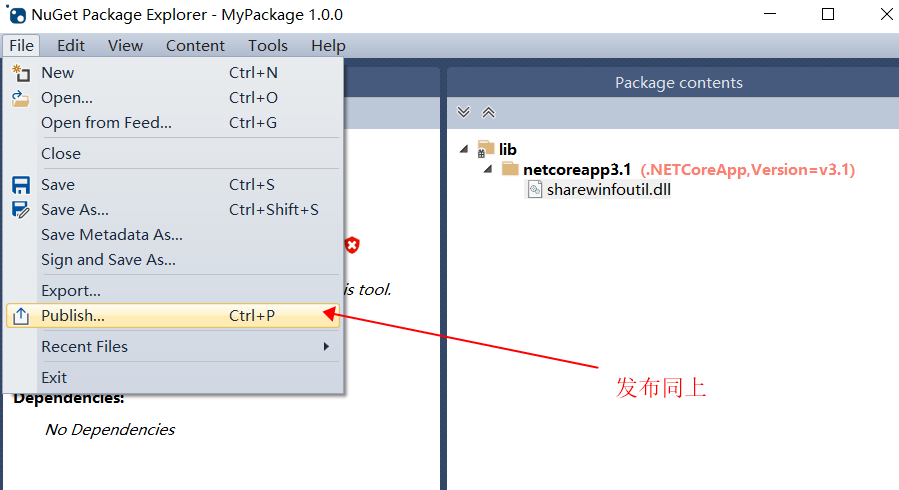 NuGet Package Explorer - MyPackage 1.0.0
File Edit View Content Tools Help
New Ctrl+N
Open... Ctrl+O
Open from Feed... Ctrl+G
Close
Save Ctrl+S
Save As... Ctrl+Shift+S
Save Metadata As...
Sign and Save As...
Export...
Publish... Ctrl+P
Recent Files
Exit
is tool.
Dependencies:
No Dependencies
Package contents
lib
netcoreapp3.1 (.NETCoreApp,Version=v3.1)
sharewinfoutil.dll
发布同上